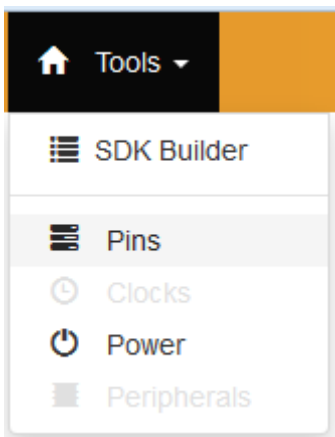 Tools
SDK Builder
Pins
Clocks
Power
Peripherals